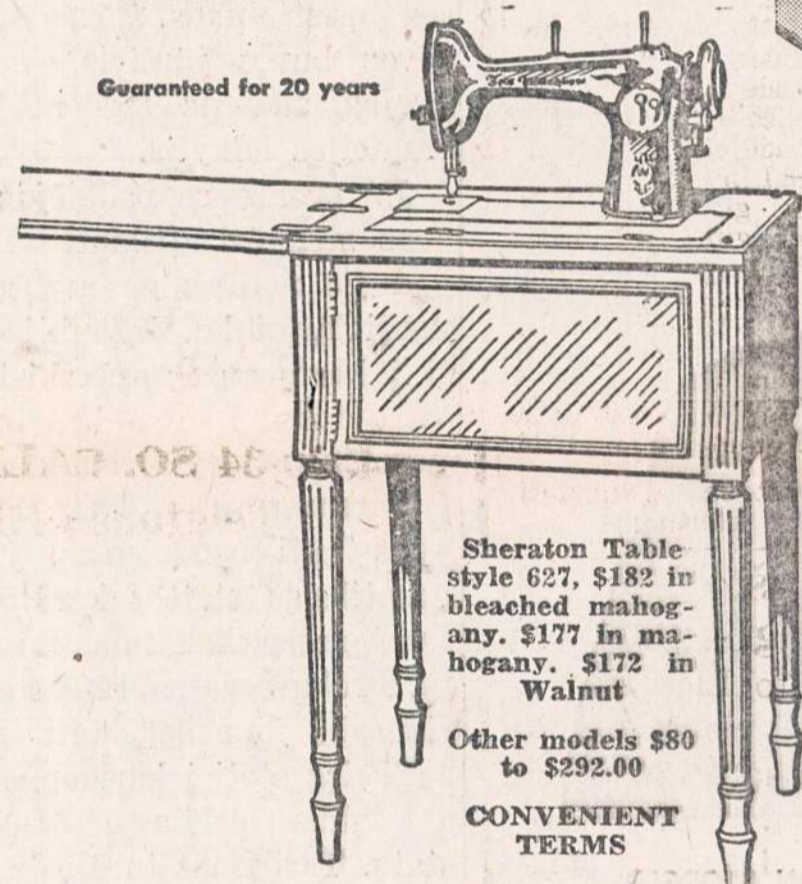 Guaranteed for 20 years
Sheraton Table
style 627, $182 in
bleached mahog-
any. $177 in ma-
hogany. $172 in
Walnut
Other models $80
to $292.00
CONVENIENT
TERMS